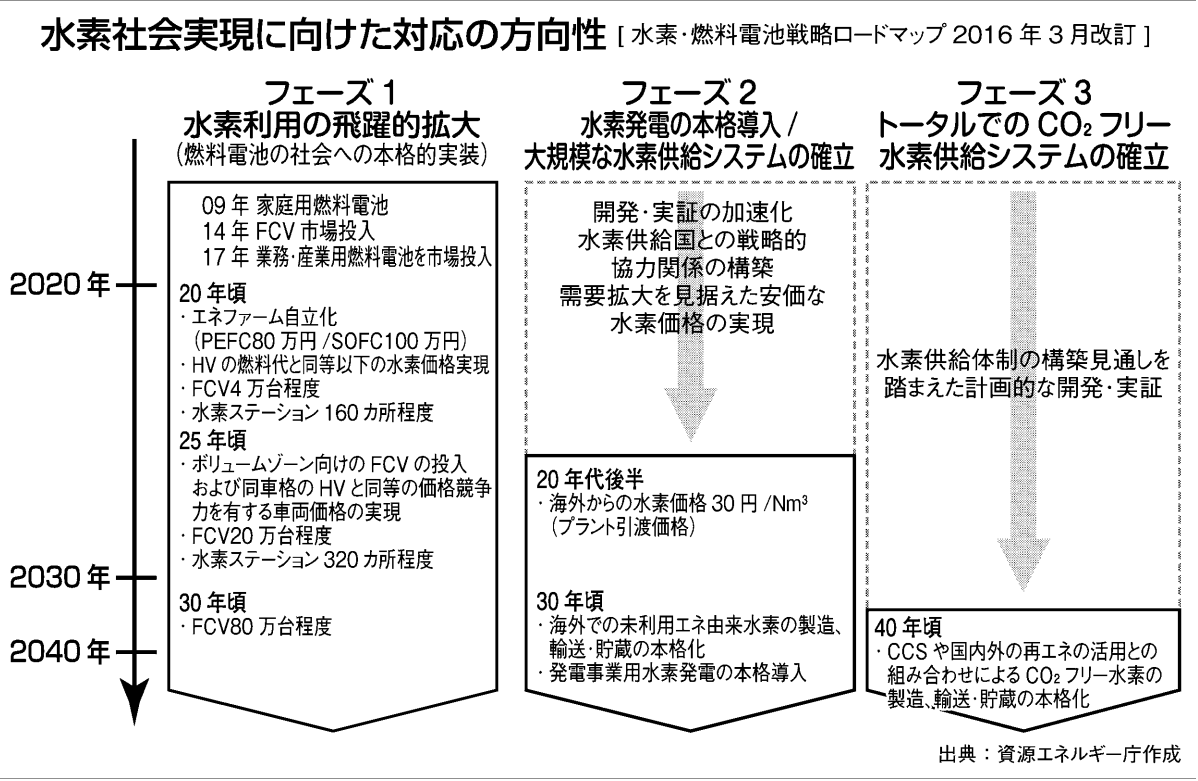 水素社会実現に向けた対応の方向性 [ 水素・燃料電池戦略ロードマップ 2016 年 3 月改訂 ]
フェーズ 1
水素利用の飛躍的拡大
(燃料電池の社会への本格的実装)
09 年 家庭用燃料電池
14 年 FCV 市場投入
17 年 業務・産業用燃料電池を市場投入
20 年頃
・エネファーム自立化
(PEFC80 万円 /SOFC100 万円)
・HV の燃料代と同等以下の水素価格実現
・FCV4 万台程度
・水素ステーション 160 カ所程度
25 年頃
・ボリュームゾーン向けの FCV の投入
および同車格の HV と同等の価格競争
力を有する車両価格の実現
・FCV20 万台程度
・水素ステーション 320 カ所程度
30 年頃
・FCV80 万台程度
フェーズ 2
水素発電の本格導入 /
大規模な水素供給システムの確立
開発・実証の加速化
水素供給国との戦略的
協力関係の構築
需要拡大を見据えた安価な
水素価格の実現
20 年代後半
・海外からの水素価格 30 円 /Nm³
(プラント引渡価格)
30 年頃
・海外での未利用エネ由来水素の製造、
輸送・貯蔵の本格化
・発電事業用水素発電の本格導入
フェーズ 3
トータルでの CO₂ フリー
水素供給システムの確立
水素供給体制の構築見通しを
踏まえた計画的な開発・実証
40 年頃
・CCS や国内外の再エネの活用との
組み合わせによる CO₂ フリー水素の
製造、輸送・貯蔵の本格化
2020 年
2030 年
2040 年
出典：資源エネルギー庁作成